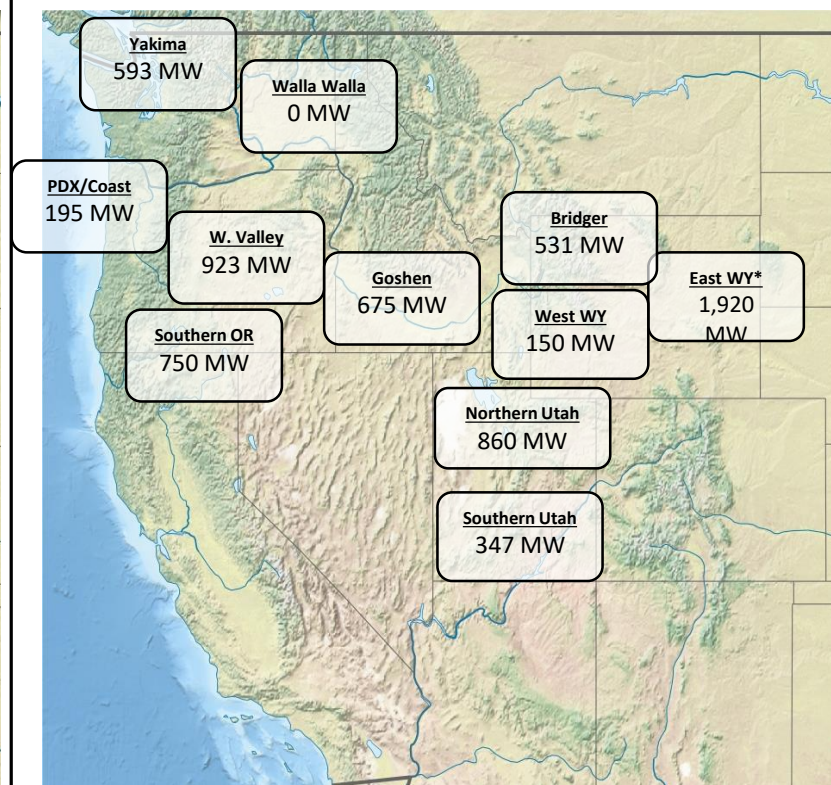 Yakima
593 MW
Walla Walla
0 MW
PDX/Coast
195 MW
W. Valley
923 MW
Goshen
675 MW
Bridger
531 MW
East WY*
1,920
MW
West WY
150 MW
Southern OR
750 MW
Northern Utah
860 MW
Southern Utah
347 MW